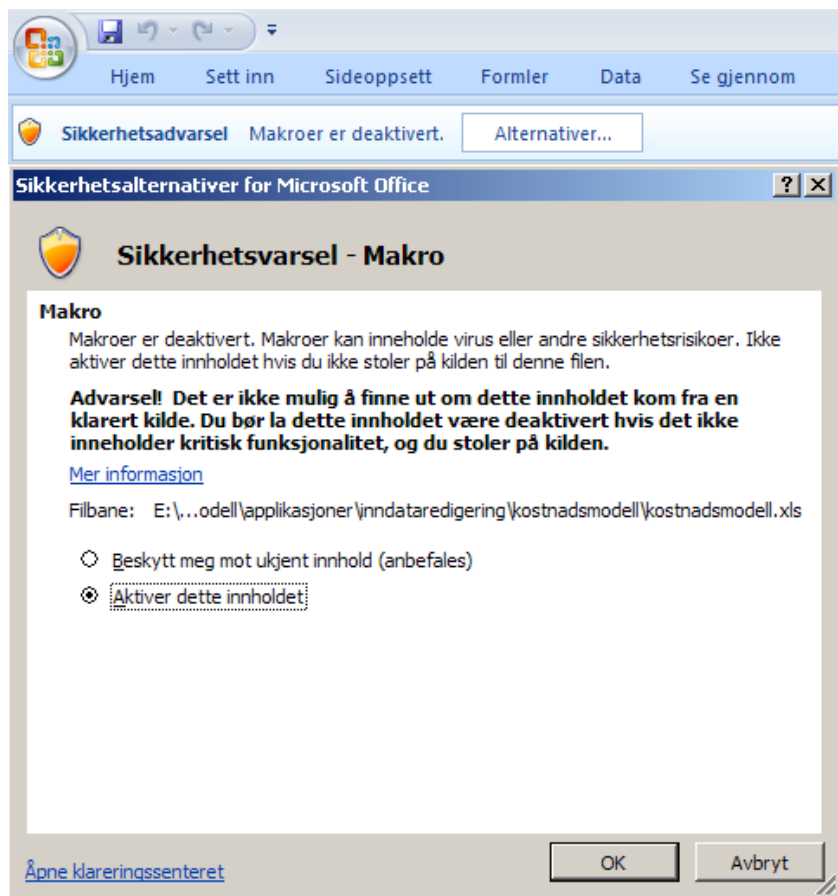 Hjem Sett inn Sideoppsett Formler Data Se gjennom
Sikkerhetsadvarsel Makroer er deaktivert. Alternativer...
Sikkerhetsalternativer for Microsoft Office
Sikkerhetsvarsel - Makro
Makro
Makroer er deaktivert. Makroer kan inneholde virus eller andre sikkerhetsrisikoer. Ikke
aktiver dette innholdet hvis du ikke stoler på kilden til denne filen.
Advarsel! Det er ikke mulig å finne ut om dette innholdet kom fra en
klarert kilde. Du bør la dette innholdet være deaktivert hvis det ikke
inneholder kritisk funksjonalitet, og du stoler på kilden.
Mer informasjon
Filbane: E:\...odell\applikasjoner\inndataredigering\kostnadsmodell\kostnadsmodell.xls
Beskytt meg mot ukjent innhold (anbefales)
Aktiver dette innholdet
Åpne klareringssenteret OK Avbryt